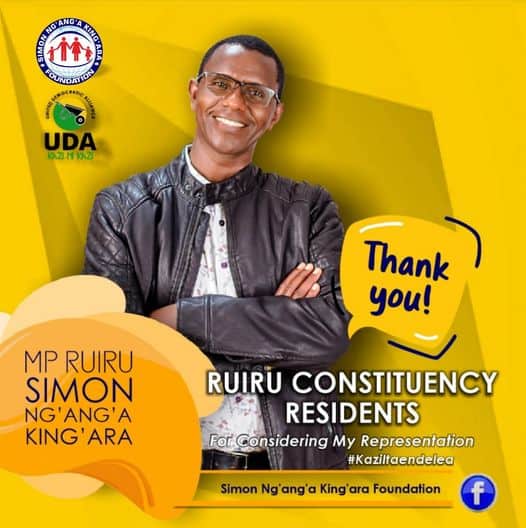 SIMON NG'ANG'A KING'ARA
FOUNDATION
UNITED DEMOCRATIC ALLIANCE
UDA
KAZI NI KAZI
Thank
you!
MP RUIRU
SIMON
NG'ANG'A
KING'ARA
RUIRU CONSTITUENCY
RESIDENTS
For Considering My Representation
#KaziItaendelea
Simon Ng'ang'a King'ara Foundation
f